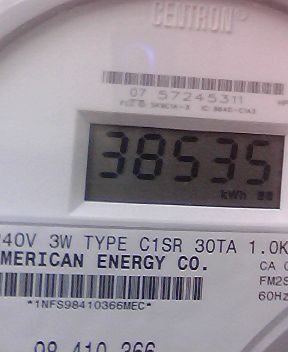 CENTRON®
07 57245311
38535
kWh
240V 3W TYPE C1SR 30TA 1.0K
MERICAN ENERGY CO.
CA
FM2S
*1NFS98410366MEC*
60Hz
98 410 366